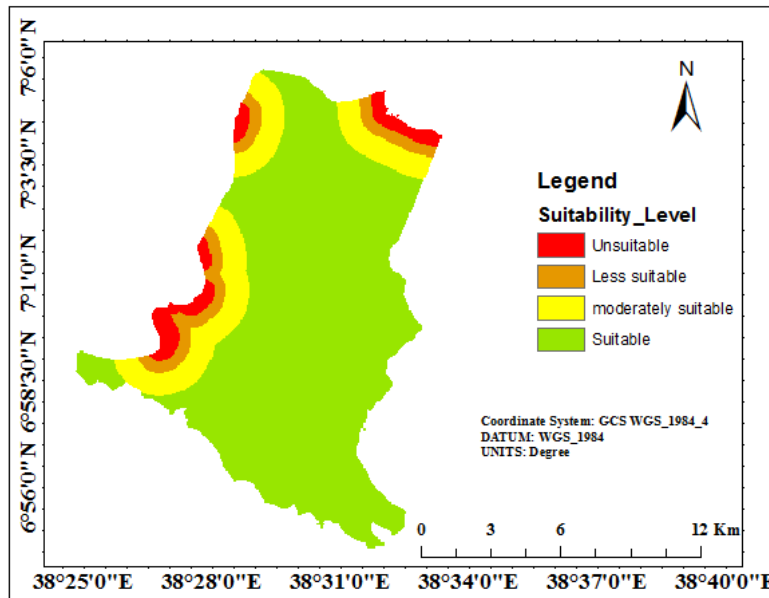 7°6'0"N
7°3'30"N
7°1'0"N
6°58'30"N
6°56'0"N
N
Legend
Suitability_Level
Unsuitable
Less suitable
moderately suitable
Suitable
Coordinate System: GCS WGS_1984_4
DATUM: WGS_1984
UNITS: Degree
0 3 6 12 Km
38°25'0"E 38°28'0"E 38°31'0"E 38°34'0"E 38°37'0"E 38°40'0"E